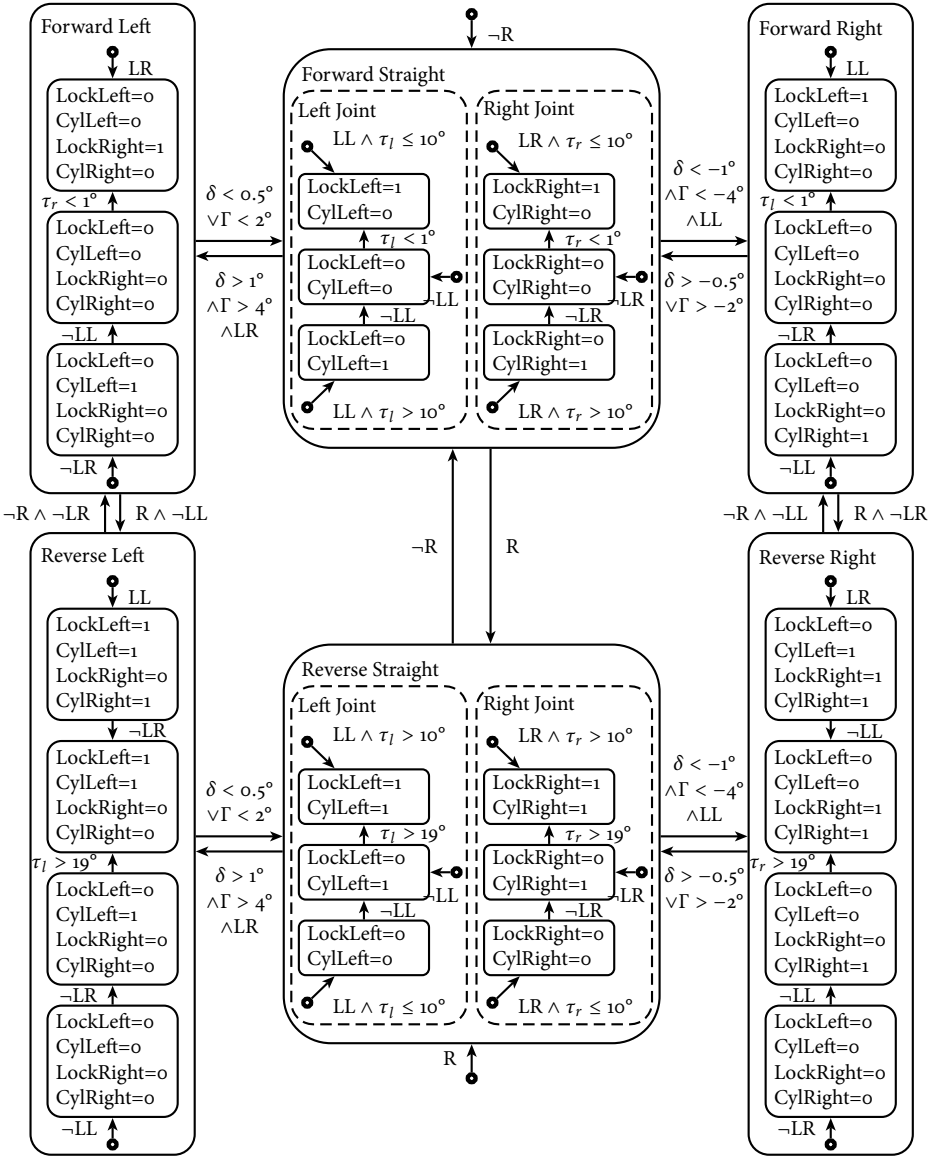 Forward Left
LR
LockLeft=0
CylLeft=0
LockRight=1
CylRight=0
τr < 1°
LockLeft=0
CylLeft=0
LockRight=0
CylRight=0
¬LL
LockLeft=0
CylLeft=1
LockRight=0
CylRight=0
¬LR
¬R
Forward Straight
Left Joint
LL ∧ τl ≤ 10°
LockLeft=1
CylLeft=0
τl < 1°
LockLeft=0
CylLeft=0
¬LL
¬LL
LockLeft=0
CylLeft=1
LL ∧ τl > 10°
Right Joint
LR ∧ τr ≤ 10°
LockRight=1
CylRight=0
τr < 1°
LockRight=0
CylRight=0
¬LR
¬LR
LockRight=0
CylRight=1
LR ∧ τr > 10°
δ < 0.5°
∨Γ < 2°
δ > 1°
∧Γ > 4°
∧LR
δ < −1°
∧Γ < −4°
∧LL
δ > −0.5°
∨Γ > −2°
Forward Right
LL
LockLeft=1
CylLeft=0
LockRight=0
CylRight=0
τl < 1°
LockLeft=0
CylLeft=0
LockRight=0
CylRight=0
¬LR
LockLeft=0
CylLeft=0
LockRight=0
CylRight=1
¬LL
¬R ∧ ¬LR
R ∧ ¬LL
¬R
R
¬R ∧ ¬LL
R ∧ ¬LR
Reverse Left
LL
LockLeft=1
CylLeft=1
LockRight=0
CylRight=1
¬LR
LockLeft=1
CylLeft=1
LockRight=0
CylRight=0
τl > 19°
LockLeft=0
CylLeft=1
LockRight=0
CylRight=0
¬LR
LockLeft=0
CylLeft=0
LockRight=0
CylRight=0
¬LL
δ < 0.5°
∨Γ < 2°
δ > 1°
∧Γ > 4°
∧LR
Reverse Straight
Left Joint
LL ∧ τl > 10°
LockLeft=1
CylLeft=1
τl > 19°
LockLeft=0
CylLeft=1
¬LL
¬LL
LockLeft=0
CylLeft=0
LL ∧ τl ≤ 10°
Right Joint
LR ∧ τr > 10°
LockRight=1
CylRight=1
τr > 19°
LockRight=0
CylRight=1
¬LR
¬LR
LockRight=0
CylRight=0
LR ∧ τr ≤ 10°
R
δ < −1°
∧Γ < −4°
∧LL
δ > −0.5°
∨Γ > −2°
Reverse Right
LR
LockLeft=0
CylLeft=1
LockRight=1
CylRight=1
¬LL
LockLeft=0
CylLeft=0
LockRight=1
CylRight=1
τr > 19°
LockLeft=0
CylLeft=0
LockRight=0
CylRight=1
¬LL
LockLeft=0
CylLeft=0
LockRight=0
CylRight=0
¬LR